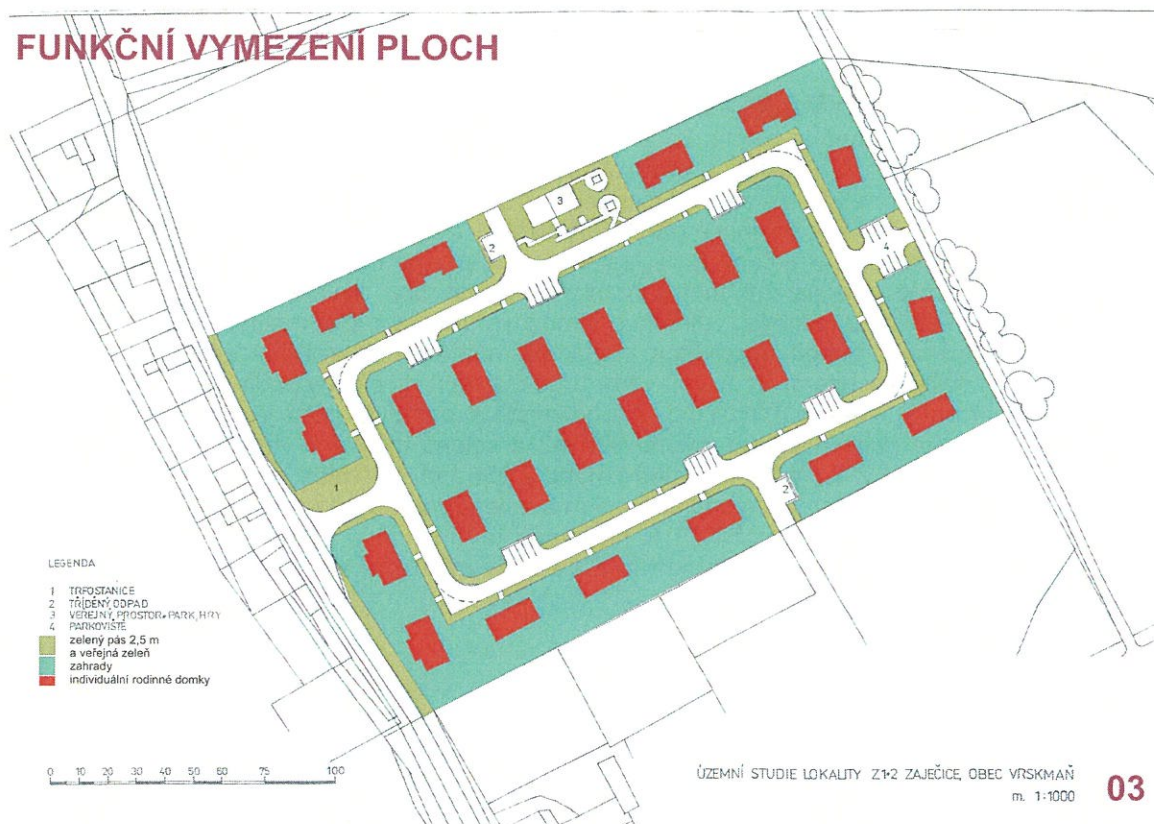 FUNKČNÍ VYMEZENÍ PLOCH
3
2
4
1
2
LEGENDA
1 TRFOSTANICE
2 TŘÍDĚNÝ ODPAD
3 VEŘEJNÝ PROSTOR+PARK, HRY
4 PARKOVIŠTĚ
zelený pás 2,5 m
a veřejná zeleň
zahrady
individuální rodinné domky
0 10 20 30 40 50 60 75 100
ÚZEMNÍ STUDIE LOKALITY Z1+2 ZAJEČICE, OBEC VRSKMAŇ
m. 1:1000
03